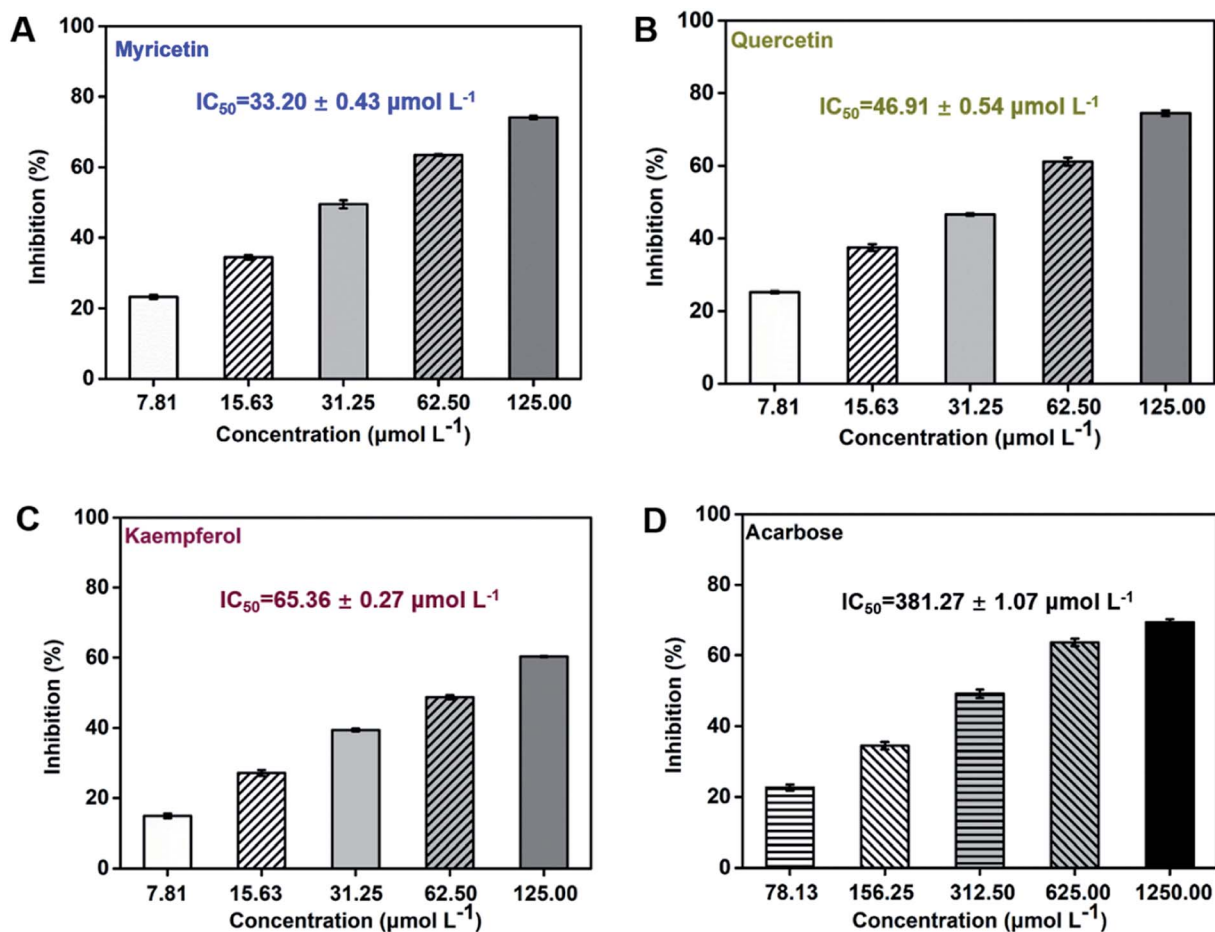 A
Myricetin
IC50=33.20 ± 0.43 µmol L-1
Inhibition (%)
100
80
60
40
20
0
7.81 15.63 31.25 62.50 125.00
Concentration (µmol L-1)
B
Quercetin
IC50=46.91 ± 0.54 µmol L-1
Inhibition (%)
100
80
60
40
20
0
7.81 15.63 31.25 62.50 125.00
Concentration (µmol L-1)
C
Kaempferol
IC50=65.36 ± 0.27 µmol L-1
Inhibition (%)
100
80
60
40
20
0
7.81 15.63 31.25 62.50 125.00
Concentration (µmol L-1)
D
Acarbose
IC50=381.27 ± 1.07 µmol L-1
Inhibition (%)
100
80
60
40
20
0
78.13 156.25 312.50 625.00 1250.00
Concentration (µmol L-1)